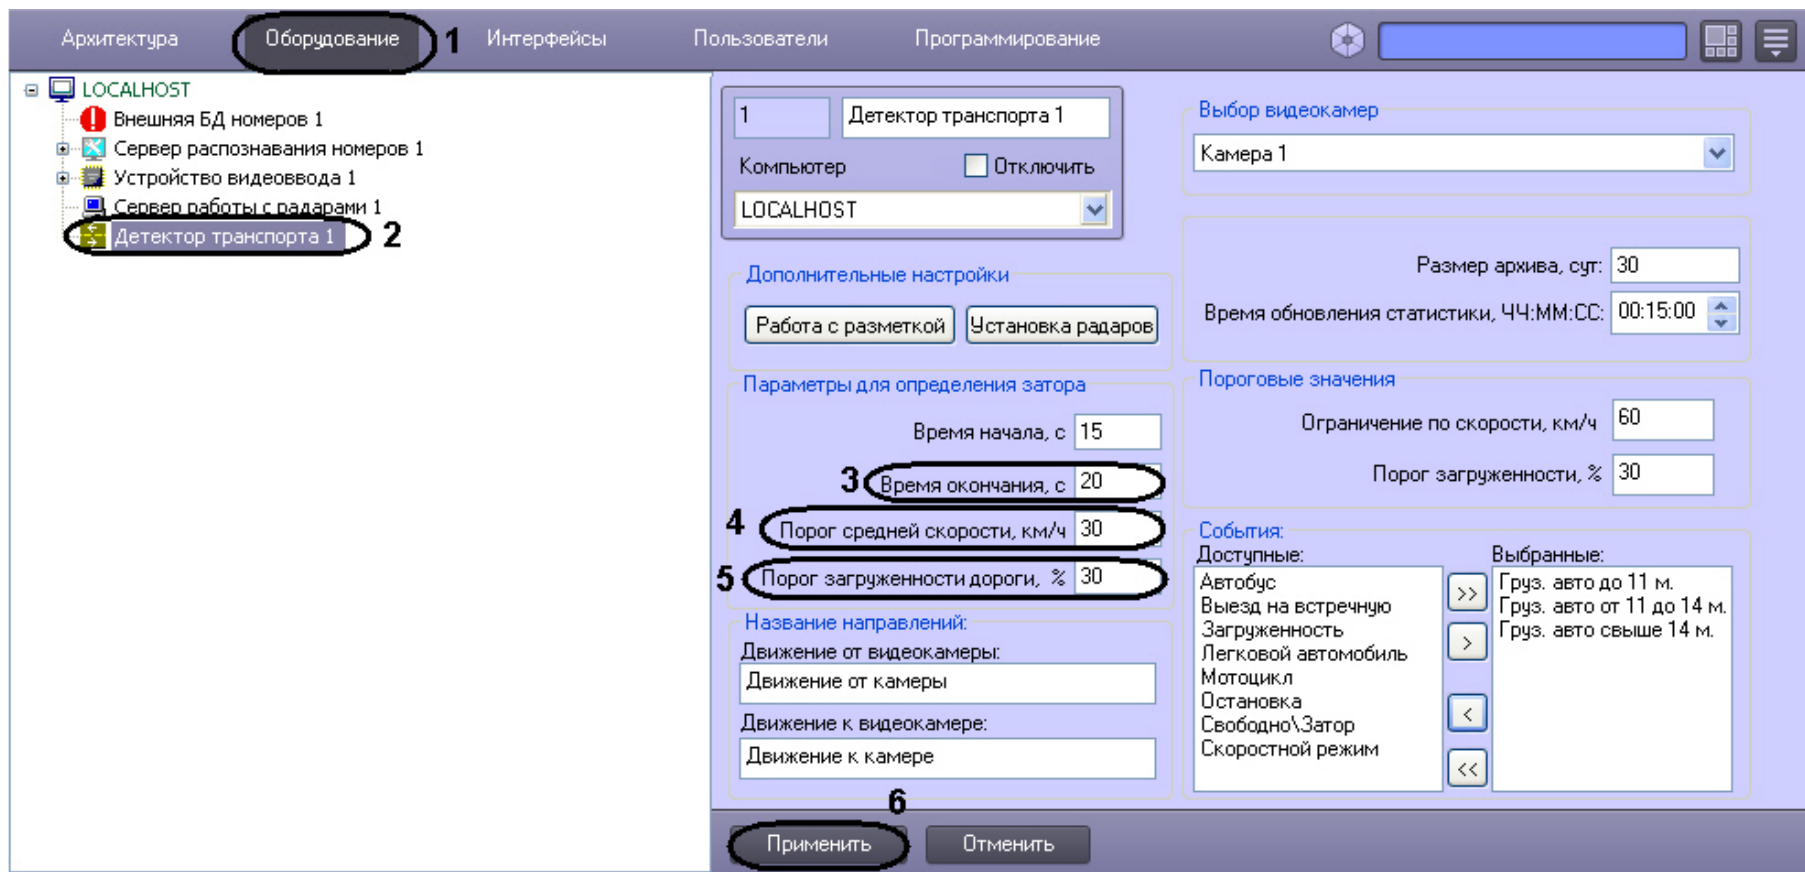 Архитектура
Оборудование
1
Интерфейсы
Пользователи
Программирование
LOCALHOST
Внешняя БД номеров 1
Сервер распознавания номеров 1
Устройство видеоввода 1
Сервер работы с радарами 1
Детектор транспорта 1
2
1
Детектор транспорта 1
Компьютер
Отключить
LOCALHOST
Дополнительные настройки
Работа с разметкой
Установка радаров
Параметры для определения затора
Время начала, с
15
3
Время окончания, с
20
4
Порог средней скорости, км/ч
30
5
Порог загруженности дороги, %
30
Название направлений:
Движение от видеокамеры:
Движение от камеры
Движение к видеокамере:
Движение к камере
Выбор видеокамер
Камера 1
Размер архива, сут:
30
Время обновления статистики, ЧЧ:ММ:СС:
00:15:00
Пороговые значения
Ограничение по скорости, км/ч
60
Порог загруженности, %
30
События:
Доступные:
Автобус
Выезд на встречную
Загруженность
Легковой автомобиль
Мотоцикл
Остановка
Свободно\Затор
Скоростной режим
>>
>
<
<<
Выбранные:
Груз. авто до 11 м.
Груз. авто от 11 до 14 м.
Груз. авто свыше 14 м.
6
Применить
Отменить